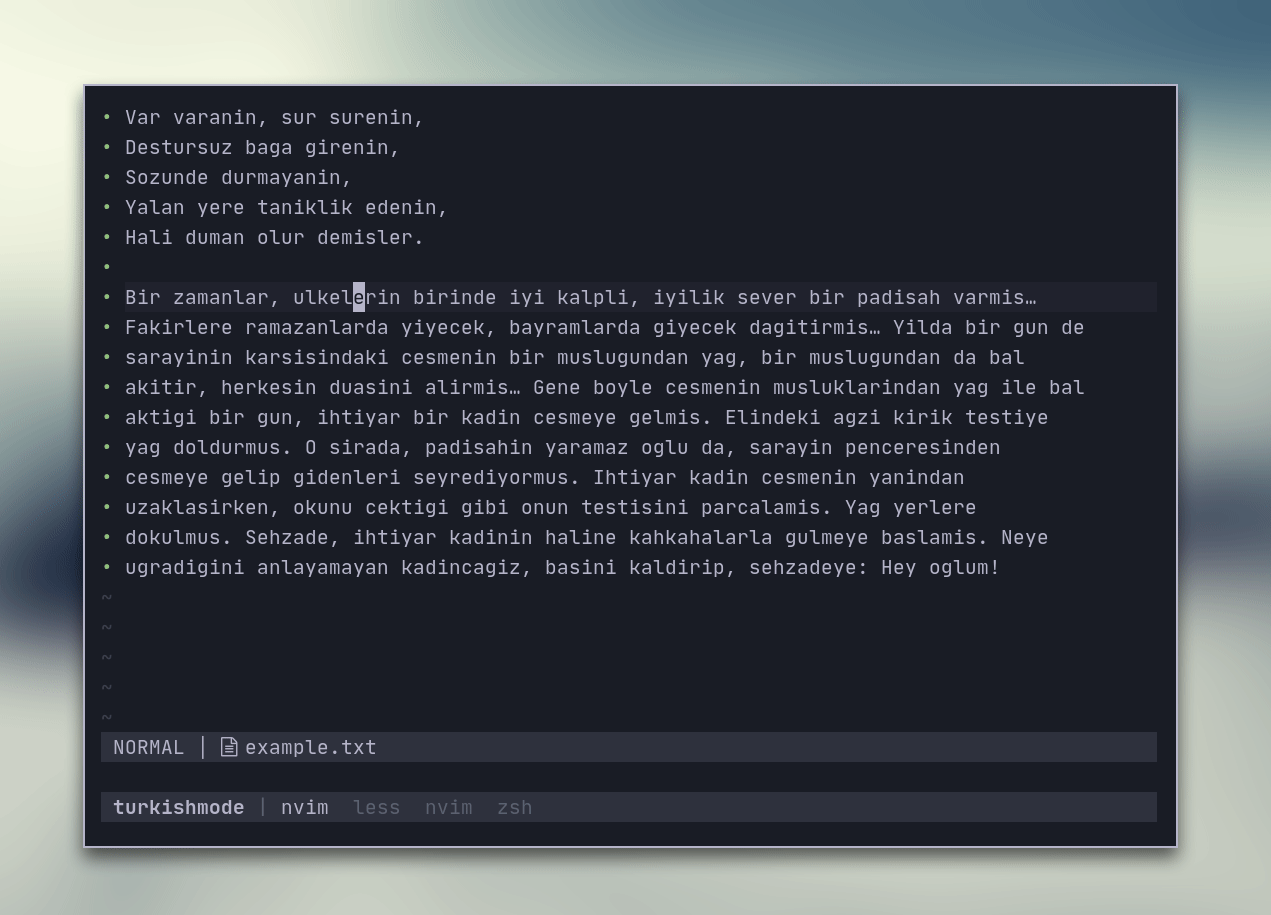 Var varanin, sur surenin,
Destursuz baga girenin,
Sozunde durmayanin,
Yalan yere taniklik edenin,
Hali duman olur demisler.
Bir zamanlar, ulkelerin birinde iyi kalpli, iyilik sever bir padisah varmis…
Fakirlere ramazanlarda yiyecek, bayramlarda giyecek dagitirmis… Yilda bir gun de
sarayinin karsisindaki cesmenin bir muslugundan yag, bir muslugundan da bal
akitir, herkesin duasini alirmis… Gene boyle cesmenin musluklarindan yag ile bal
aktigi bir gun, ihtiyar bir kadin cesmeye gelmis. Elindeki agzi kirik testiye
yag doldurmus. O sirada, padisahin yaramaz oglu da, sarayin penceresinden
cesmeye gelip gidenleri seyrediyormus. Ihtiyar kadin cesmenin yanindan
uzaklasirken, okunu cektigi gibi onun testisini parcalamis. Yag yerlere
dokulmus. Sehzade, ihtiyar kadinin haline kahkahalarla gulmeye baslamis. Neye
ugradigini anlayamayan kadincagiz, basini kaldirip, sehzadeye: Hey oglum!
~
~
~
~
~
NORMAL │ example.txt
turkishmode | nvim less nvim zsh